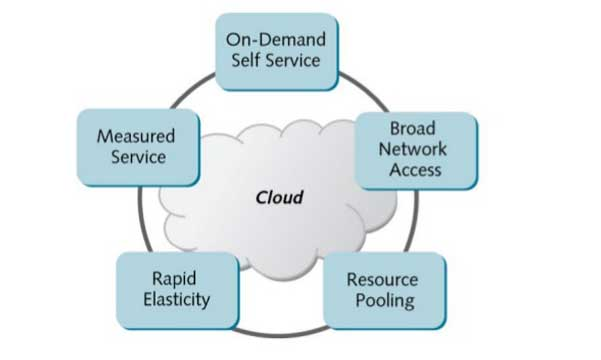 On-Demand
Self Service
Measured
Service
Broad
Network
Access
Cloud
Rapid
Elasticity
Resource
Pooling